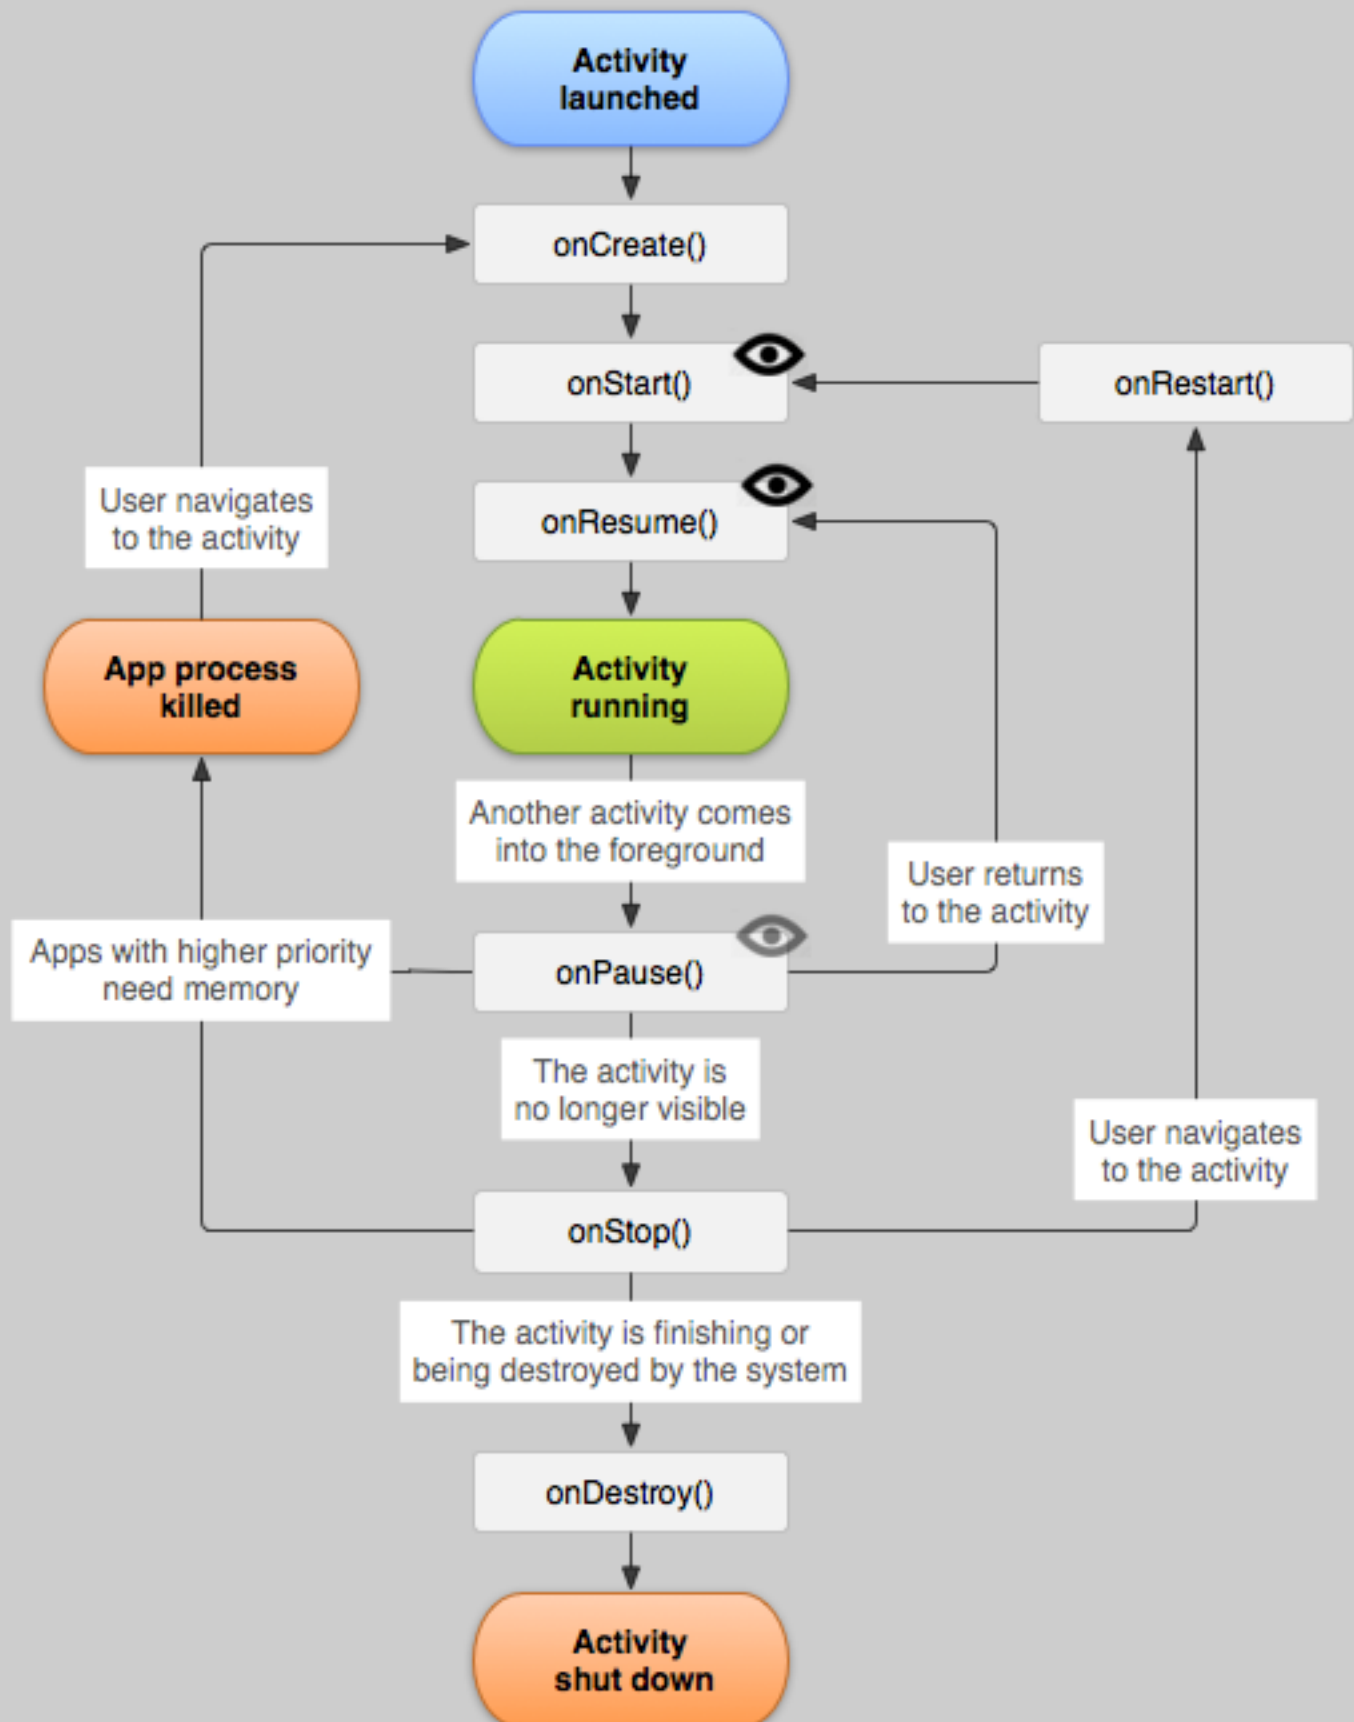 Activity
launched
onCreate()
onStart()
onRestart()
onResume()
User navigates
to the activity
App process
killed
Activity
running
Another activity comes
into the foreground
User returns
to the activity
Apps with higher priority
need memory
onPause()
The activity is
no longer visible
User navigates
to the activity
onStop()
The activity is finishing or
being destroyed by the system
onDestroy()
Activity
shut down